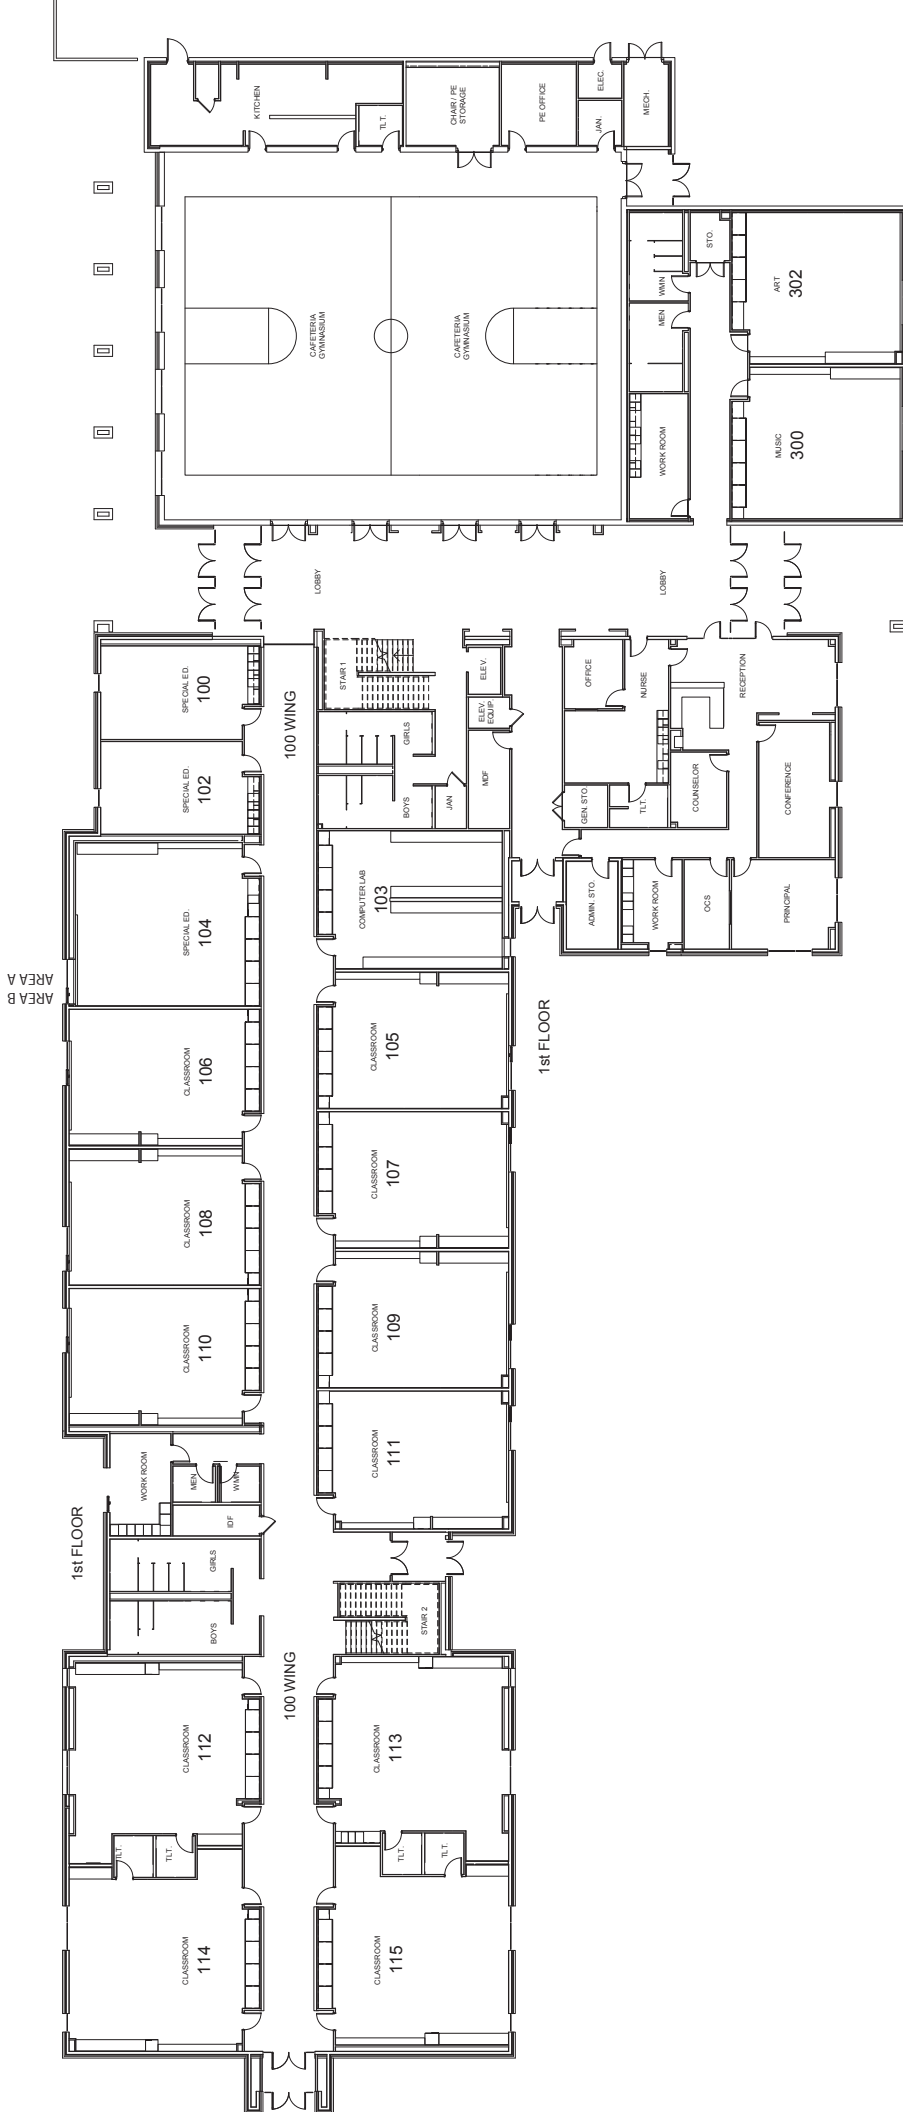 KITCHEN
TLT.
CHAIR / PE
STORAGE
PE OFFICE
ELEC.
JAN.
MECH.
CAFETERIA
GYMNASIUM
CAFETERIA
GYMNASIUM
WMN
MEN
STO.
ART
302
WORK ROOM
MUSIC
300
LOBBY
LOBBY
SPECIAL ED.
100
100 WING
STAIR 1
ELEV.
ELEV.
EQUIP.
GIRLS
BOYS
JAN
MDF
OFFICE
NURSE
RECEPTION
GEN. STO.
TLT.
COUNSELOR
CONFERENCE
SPECIAL ED.
102
SPECIAL ED.
104
COMPUTER LAB
103
ADMIN. STO.
WORK ROOM
OCS
PRINCIPAL
AREA A
AREA B
CLASSROOM
106
CLASSROOM
105
1st FLOOR
CLASSROOM
108
CLASSROOM
107
CLASSROOM
110
CLASSROOM
109
CLASSROOM
111
WORK ROOM
MEN
WMN
IDF
1st FLOOR
GIRLS
BOYS
STAIR 2
100 WING
CLASSROOM
112
CLASSROOM
113
TLT.
TLT.
TLT.
TLT.
CLASSROOM
114
CLASSROOM
115